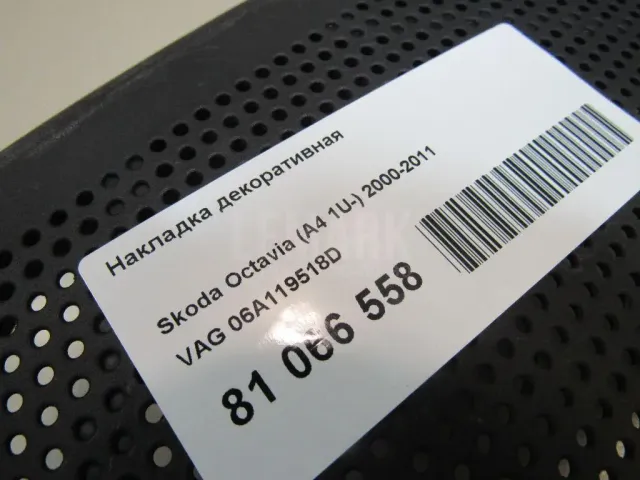 Накладка декоративная
Skoda Octavia (A4 1U-) 2000-2011
VAG 06A119518D
81 066 558